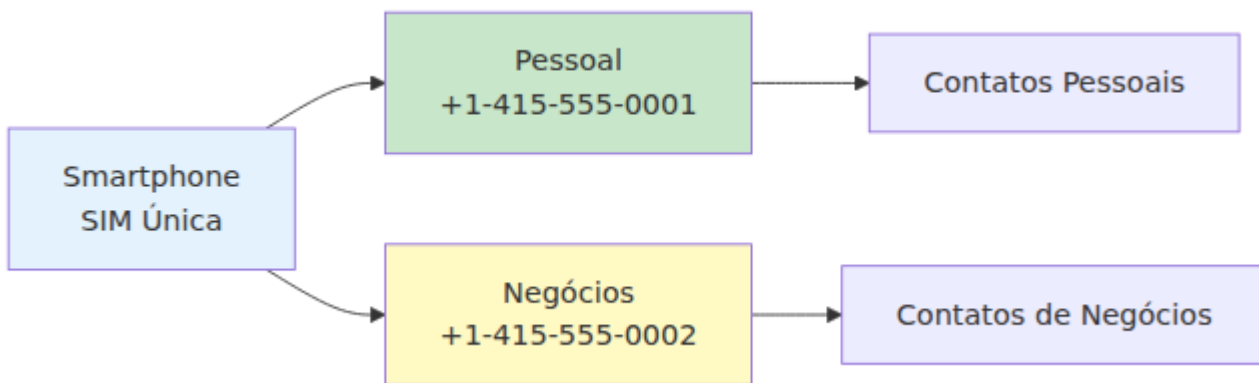 Smartphone
SIM Única
Pessoal
+1-415-555-0001
Contatos Pessoais
Negócios
+1-415-555-0002
Contatos de Negócios